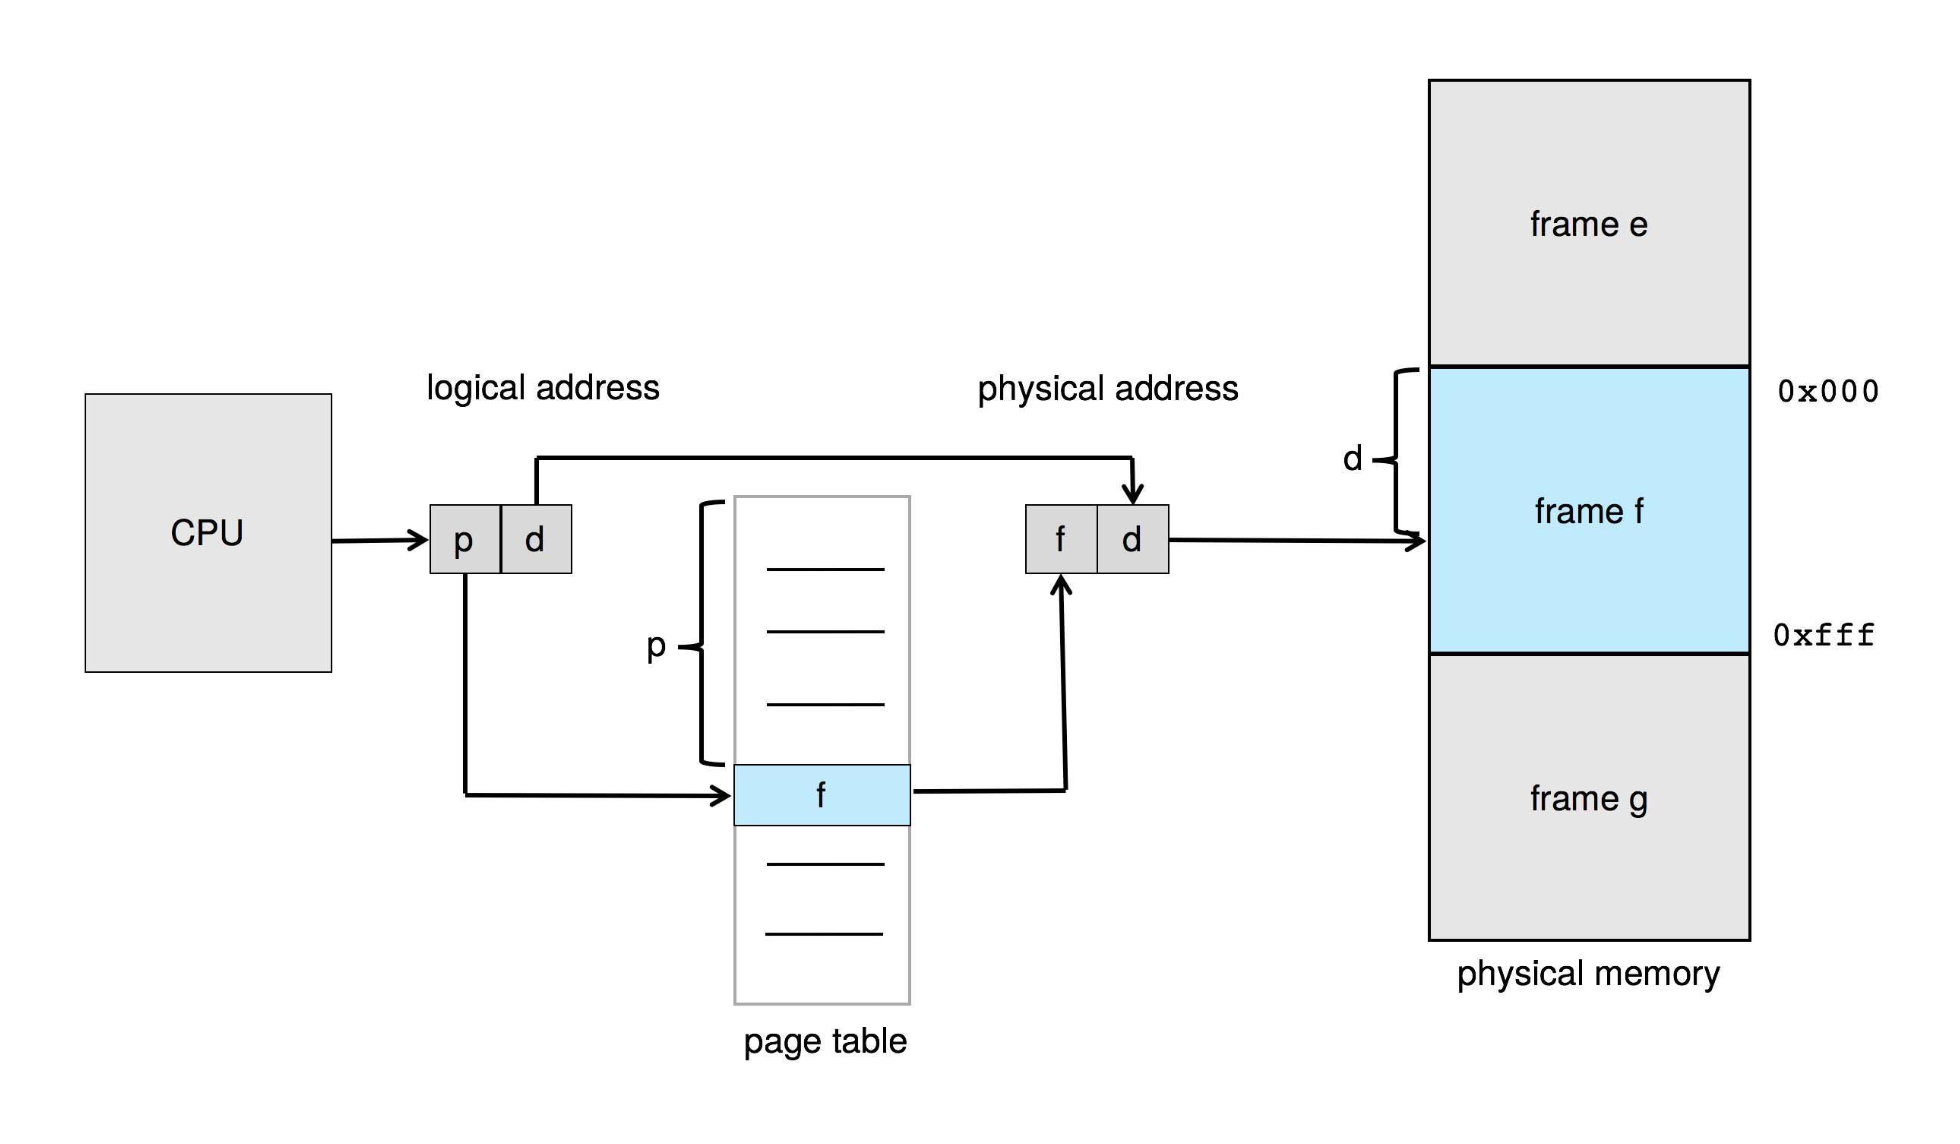 frame e
logical address
physical address
0x000
d
CPU
p d
f d
frame f
p
0xfff
f
frame g
physical memory
page table